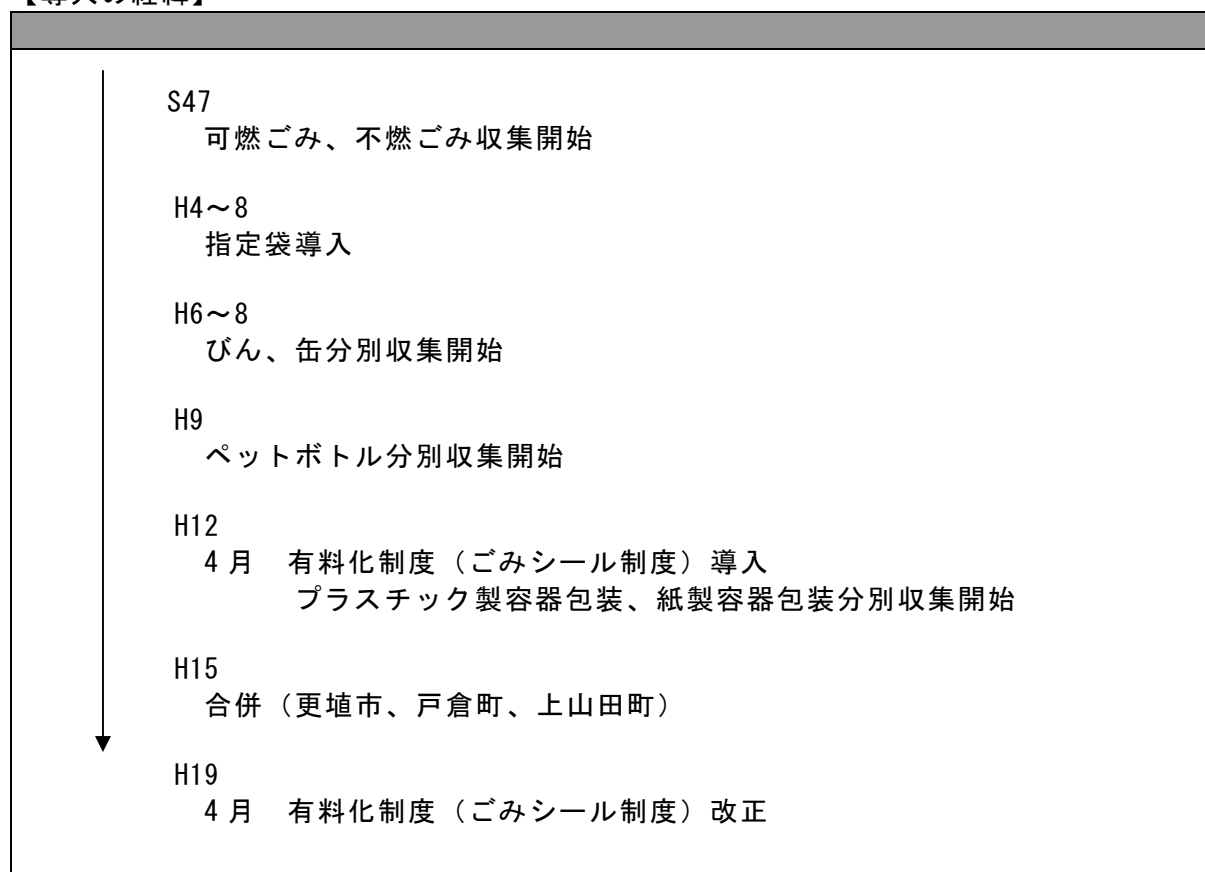 【導入の経緯】
S47
可燃ごみ、不燃ごみ収集開始
H4～8
指定袋導入
H6～8
びん、缶分別収集開始
H9
ペットボトル分別収集開始
H12
4月　有料化制度（ごみシール制度）導入
プラスチック製容器包装、紙製容器包装分別収集開始
H15
合併（更埴市、戸倉町、上山田町）
H19
4月　有料化制度（ごみシール制度）改正